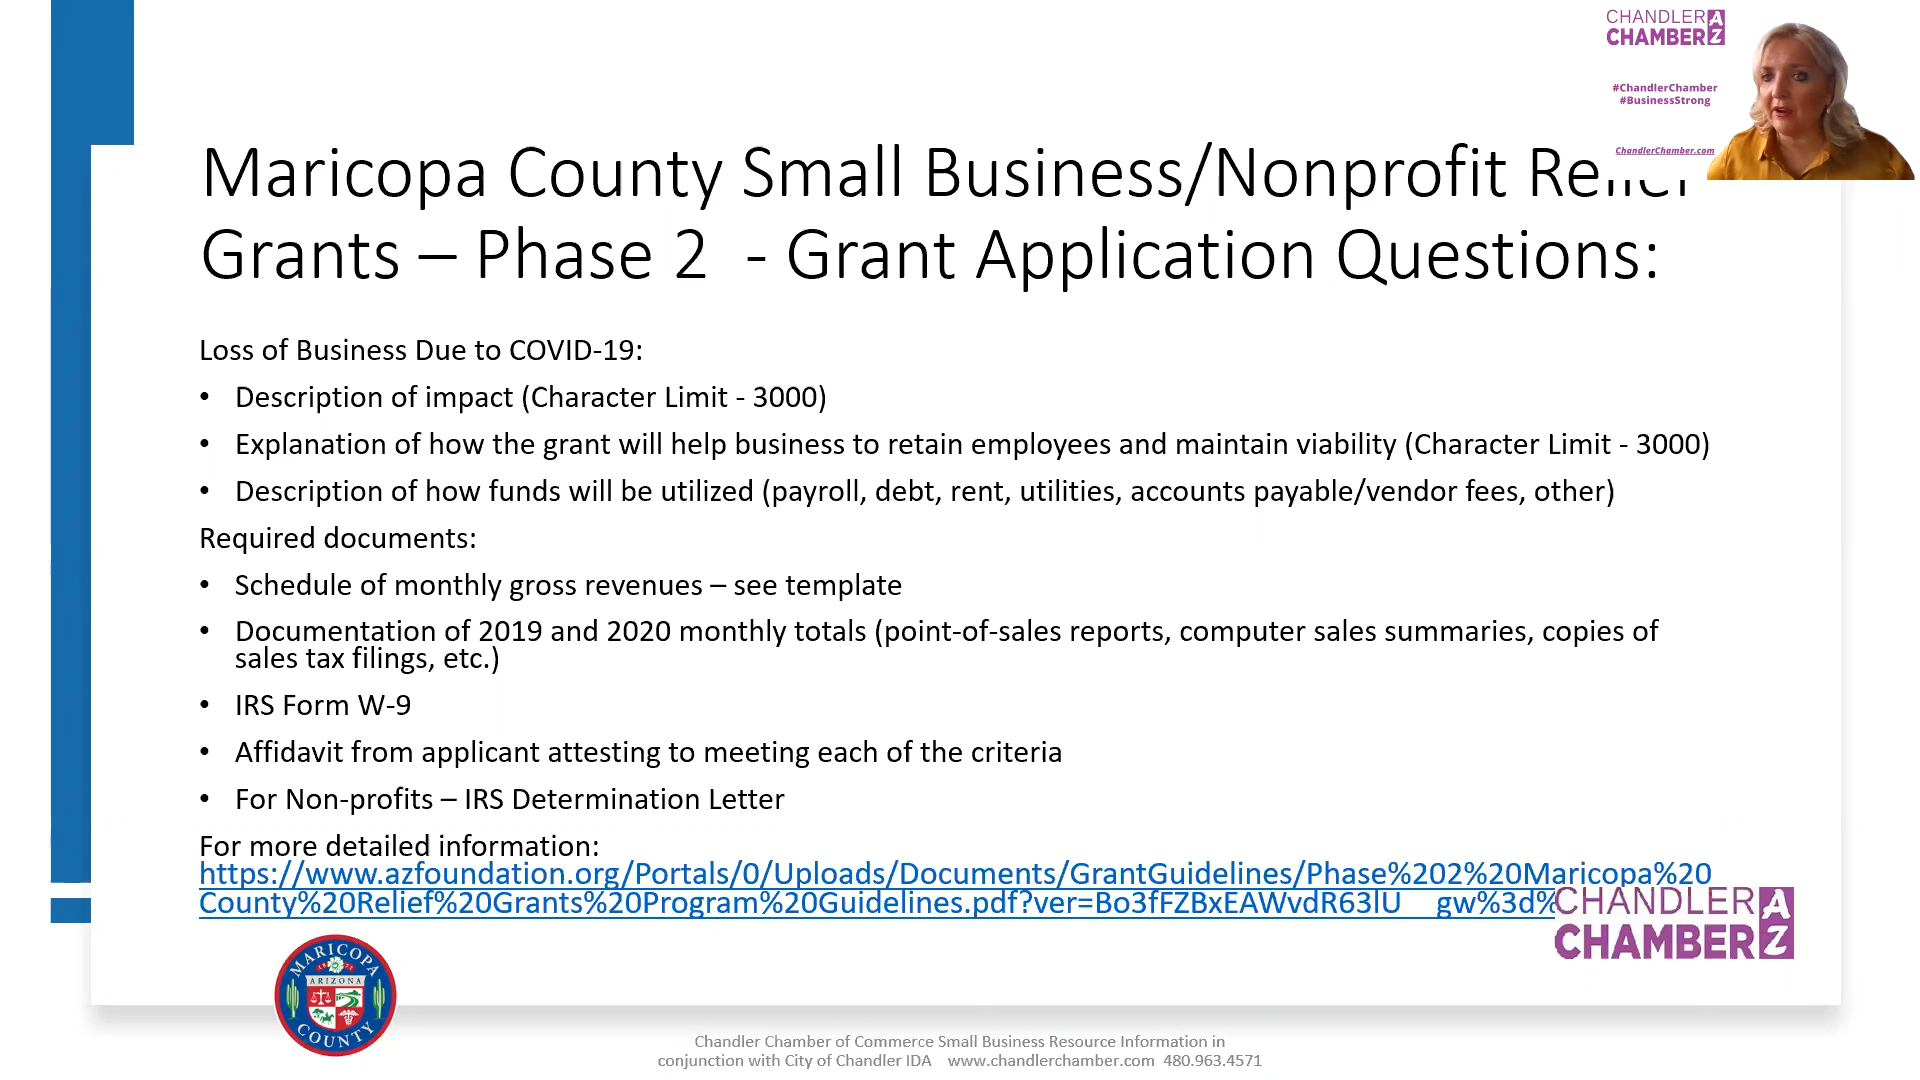 CHANDLER AZ
CHAMBER
#ChandlerChamber
#BusinessStrong
ChandlerChamber.com
Maricopa County Small Business/Nonprofit Relief
Grants – Phase 2 - Grant Application Questions:
Loss of Business Due to COVID-19:
• Description of impact (Character Limit - 3000)
• Explanation of how the grant will help business to retain employees and maintain viability (Character Limit - 3000)
• Description of how funds will be utilized (payroll, debt, rent, utilities, accounts payable/vendor fees, other)
Required documents:
• Schedule of monthly gross revenues – see template
• Documentation of 2019 and 2020 monthly totals (point-of-sales reports, computer sales summaries, copies of
sales tax filings, etc.)
• IRS Form W-9
• Affidavit from applicant attesting to meeting each of the criteria
• For Non-profits – IRS Determination Letter
For more detailed information:
https://www.azfoundation.org/Portals/0/Uploads/Documents/GrantGuidelines/Phase%202%20Maricopa%20
County%20Relief%20Grants%20Program%20Guidelines.pdf?ver=Bo3fFZBxEAWvdR63lU__gw%3d%
CHANDLER AZ
CHAMBER
MARICOPA
ARIZONA
COUNTY
Chandler Chamber of Commerce Small Business Resource Information in
conjunction with City of Chandler IDA www.chandlerchamber.com 480.963.4571